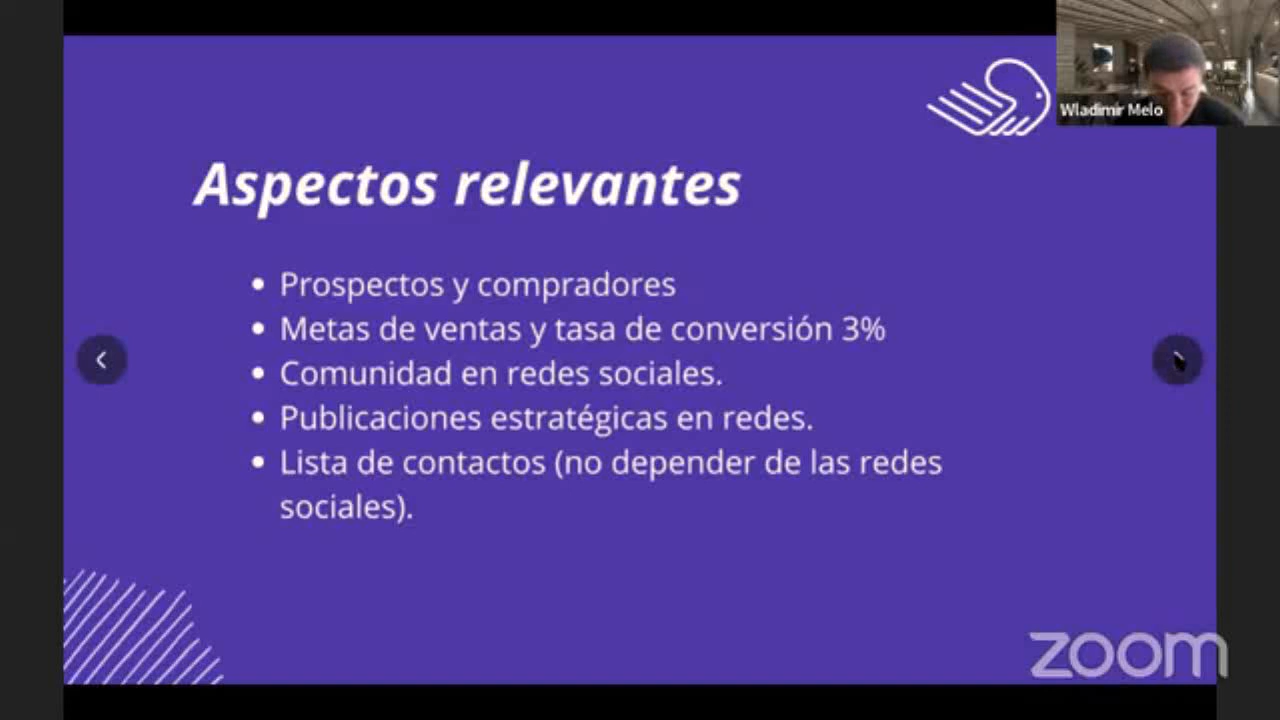 Wladimir Melo
Aspectos relevantes
• Prospectos y compradores
• Metas de ventas y tasa de conversión 3%
• Comunidad en redes sociales.
• Publicaciones estratégicas en redes.
• Lista de contactos (no depender de las redes
sociales).
zoom